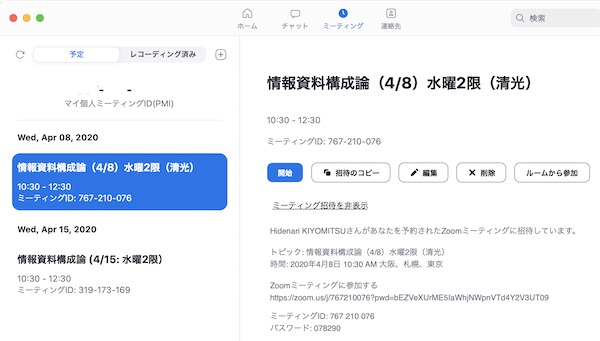 ホーム
チャット
ミーティング
連絡先
検索
予定
レコーディング済み
マイ個人ミーティングID(PMI)
Wed, Apr 08, 2020
情報資料構成論（4/8）水曜2限（清光）
10:30 - 12:30
ミーティングID: 767-210-076
Wed, Apr 15, 2020
情報資料構成論 (4/15: 水曜2限）
10:30 - 12:30
ミーティングID: 319-173-169
情報資料構成論（4/8）水曜2限（清光）
10:30 - 12:30
ミーティングID: 767-210-076
開始
招待のコピー
編集
削除
ルームから参加
ミーティング招待を非表示
Hidenari KIYOMITSUさんがあなたを予約されたZoomミーティングに招待しています。
トピック: 情報資料構成論（4/8）水曜2限（清光）
時間: 2020年4月8日 10:30 AM 大阪、札幌、東京
Zoomミーティングに参加する
https://zoom.us/j/767210076?pwd=bEZVeXUrME5IaWhjNWpnVTd4Y2V3UT09
ミーティングID: 767 210 076
パスワード: 078290